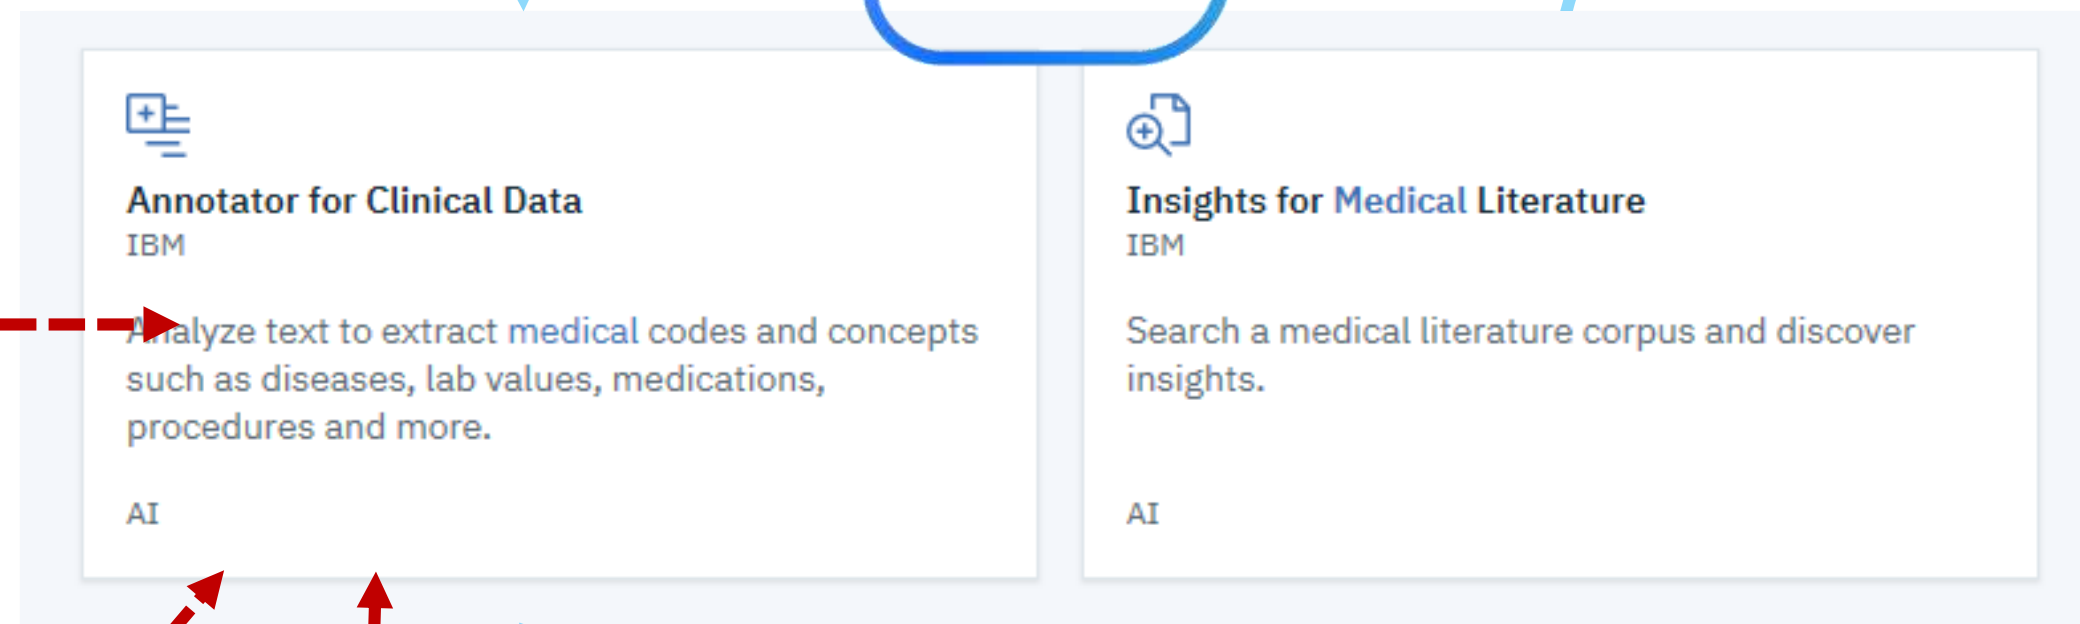 Annotator for Clinical Data
IBM
Analyze text to extract medical codes and concepts
such as diseases, lab values, medications,
procedures and more.
AI
Insights for Medical Literature
IBM
Search a medical literature corpus and discover
insights.
AI